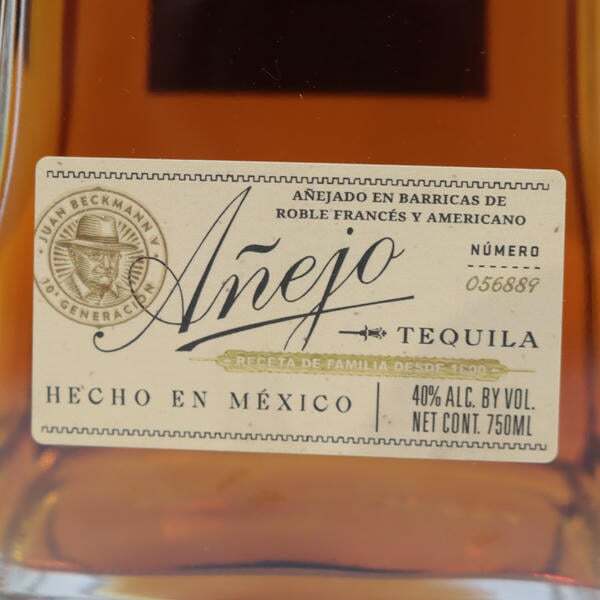 JUAN BECKMANN V.
10ª GENERACIÓN
AÑEJADO EN BARRICAS DE
ROBLE FRANCÉS Y AMERICANO
Añejo
NÚMERO
056889
TEQUILA
RECETA DE FAMILIA DESDE 1800
HECHO EN MÉXICO
40% ALC. BY VOL.
NET CONT. 750ML